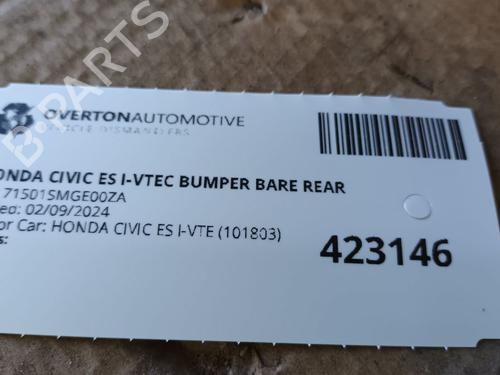 OVERTONAUTOMOTIVE
VEHICLE DISMANTLERS
B-PARTS
ONDA CIVIC ES I-VTEC BUMPER BARE REAR
71501SMGE00ZA
ed: 02/09/2024
or Car: HONDA CIVIC ES I-VTE (101803)
s:
423146